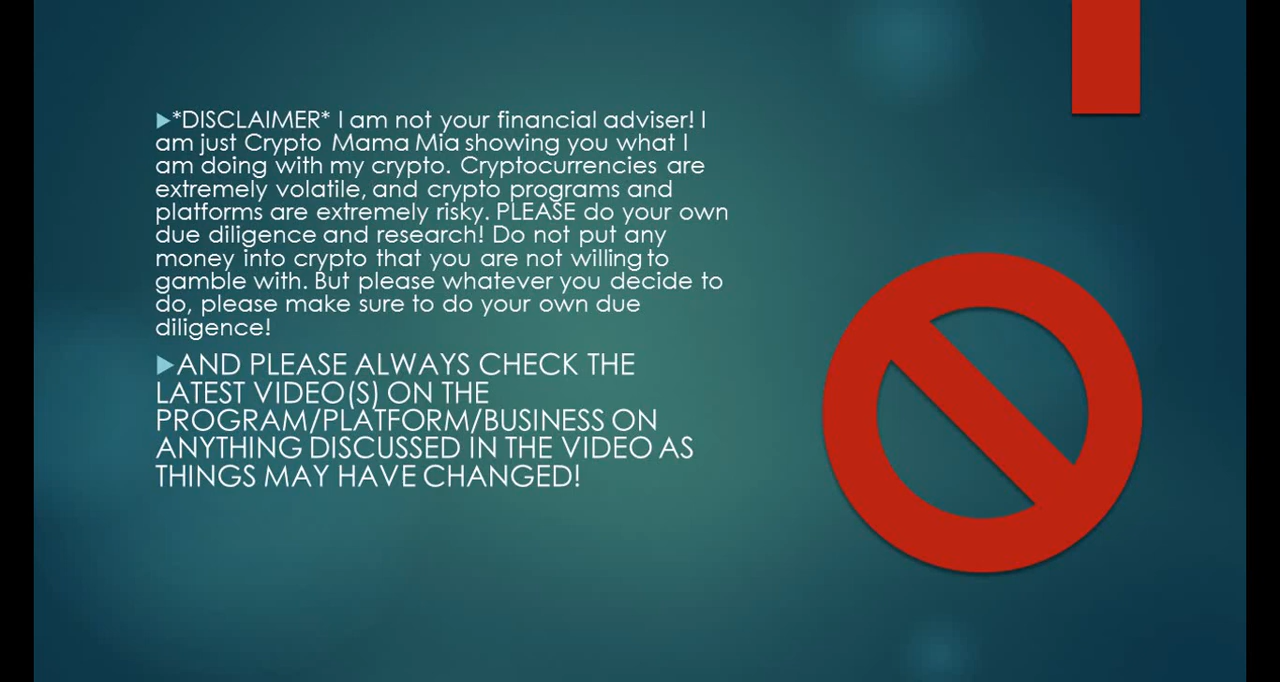 *DISCLAIMER* I am not your financial adviser! I
am just Crypto Mama Mia showing you what I
am doing with my crypto. Cryptocurrencies are
extremely volatile, and crypto programs and
platforms are extremely risky. PLEASE do your own
due diligence and research! Do not put any
money into crypto that you are not willing to
gamble with. But please whatever you decide to
do, please make sure to do your own due
diligence!
AND PLEASE ALWAYS CHECK THE
LATEST VIDEO(S) ON THE
PROGRAM/PLATFORM/BUSINESS ON
ANYTHING DISCUSSED IN THE VIDEO AS
THINGS MAY HAVE CHANGED!